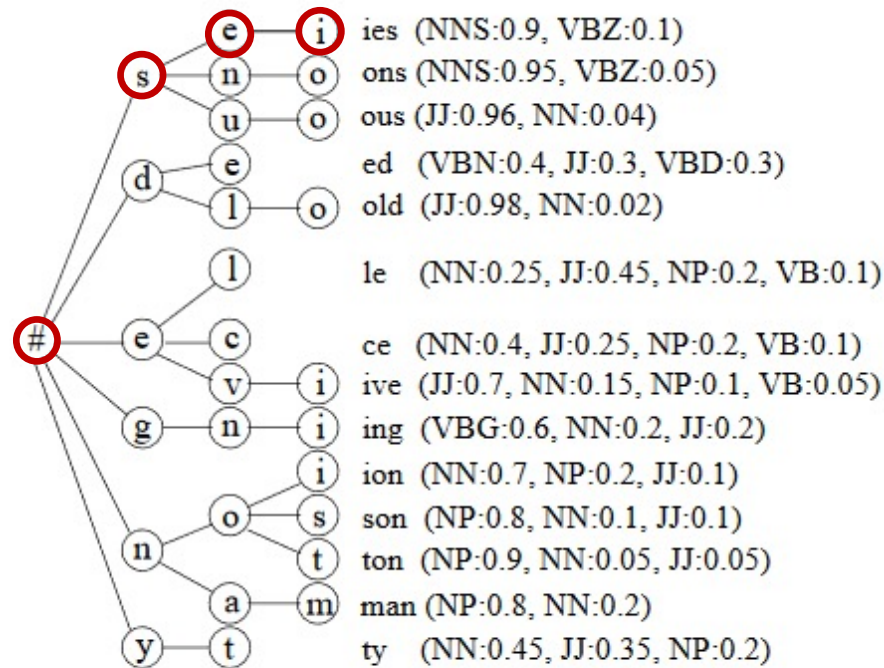 e i ies (NNS:0.9, VBZ:0.1)
s n o ons (NNS:0.95, VBZ:0.05)
u o ous (JJ:0.96, NN:0.04)
e ed (VBN:0.4, JJ:0.3, VBD:0.3)
d l o old (JJ:0.98, NN:0.02)
l le (NN:0.25, JJ:0.45, NP:0.2, VB:0.1)
# e c ce (NN:0.4, JJ:0.25, NP:0.2, VB:0.1)
v i ive (JJ:0.7, NN:0.15, NP:0.1, VB:0.05)
g n i ing (VBG:0.6, NN:0.2, JJ:0.2)
i ion (NN:0.7, NP:0.2, JJ:0.1)
o s son (NP:0.8, NN:0.1, JJ:0.1)
n t ton (NP:0.9, NN:0.05, JJ:0.05)
a m man (NP:0.8, NN:0.2)
y t ty (NN:0.45, JJ:0.35, NP:0.2)